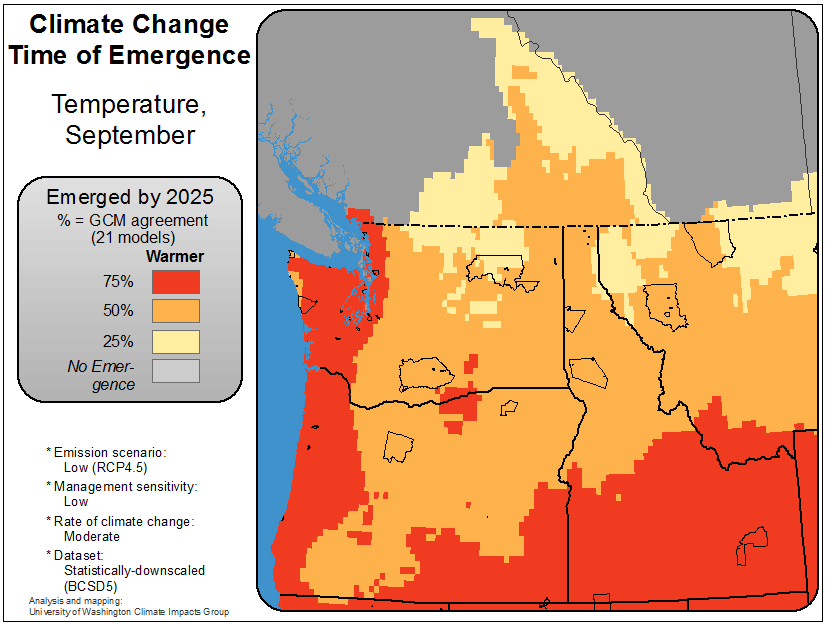 Climate Change
Time of Emergence
Temperature,
September
Emerged by 2025
% = GCM agreement
(21 models)
Warmer
75%
50%
25%
No Emer-
gence
* Emission scenario:
Low (RCP4.5)
* Management sensitivity:
Low
* Rate of climate change:
Moderate
* Dataset:
Statistically-downscaled
(BCSD5)
Analysis and mapping:
University of Washington Climate Impacts Group